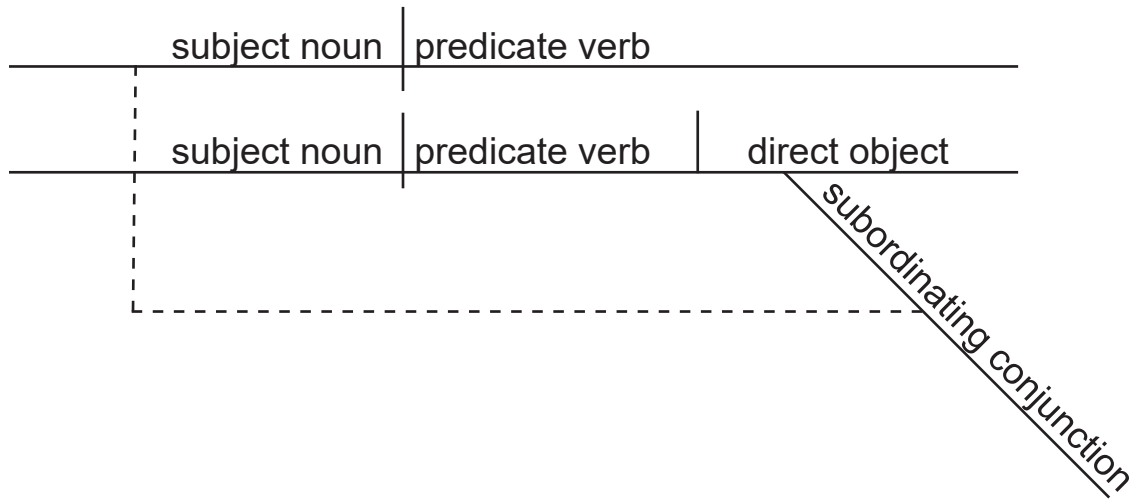 subject noun predicate verb
subject noun predicate verb direct object
subordinating conjunction